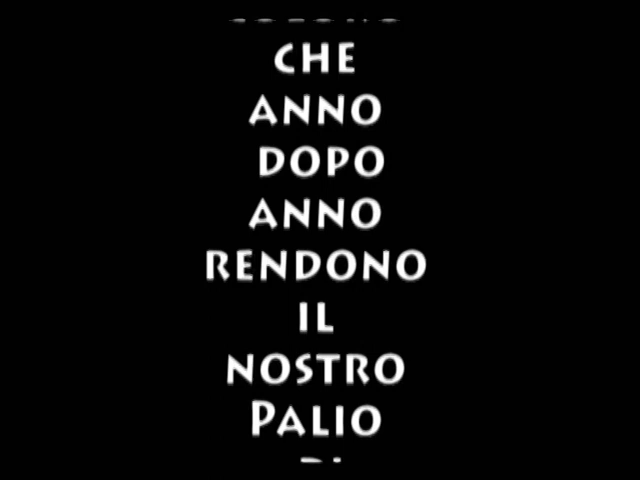 CHE
ANNO
DOPO
ANNO
RENDONO
IL
NOSTRO
PALIO